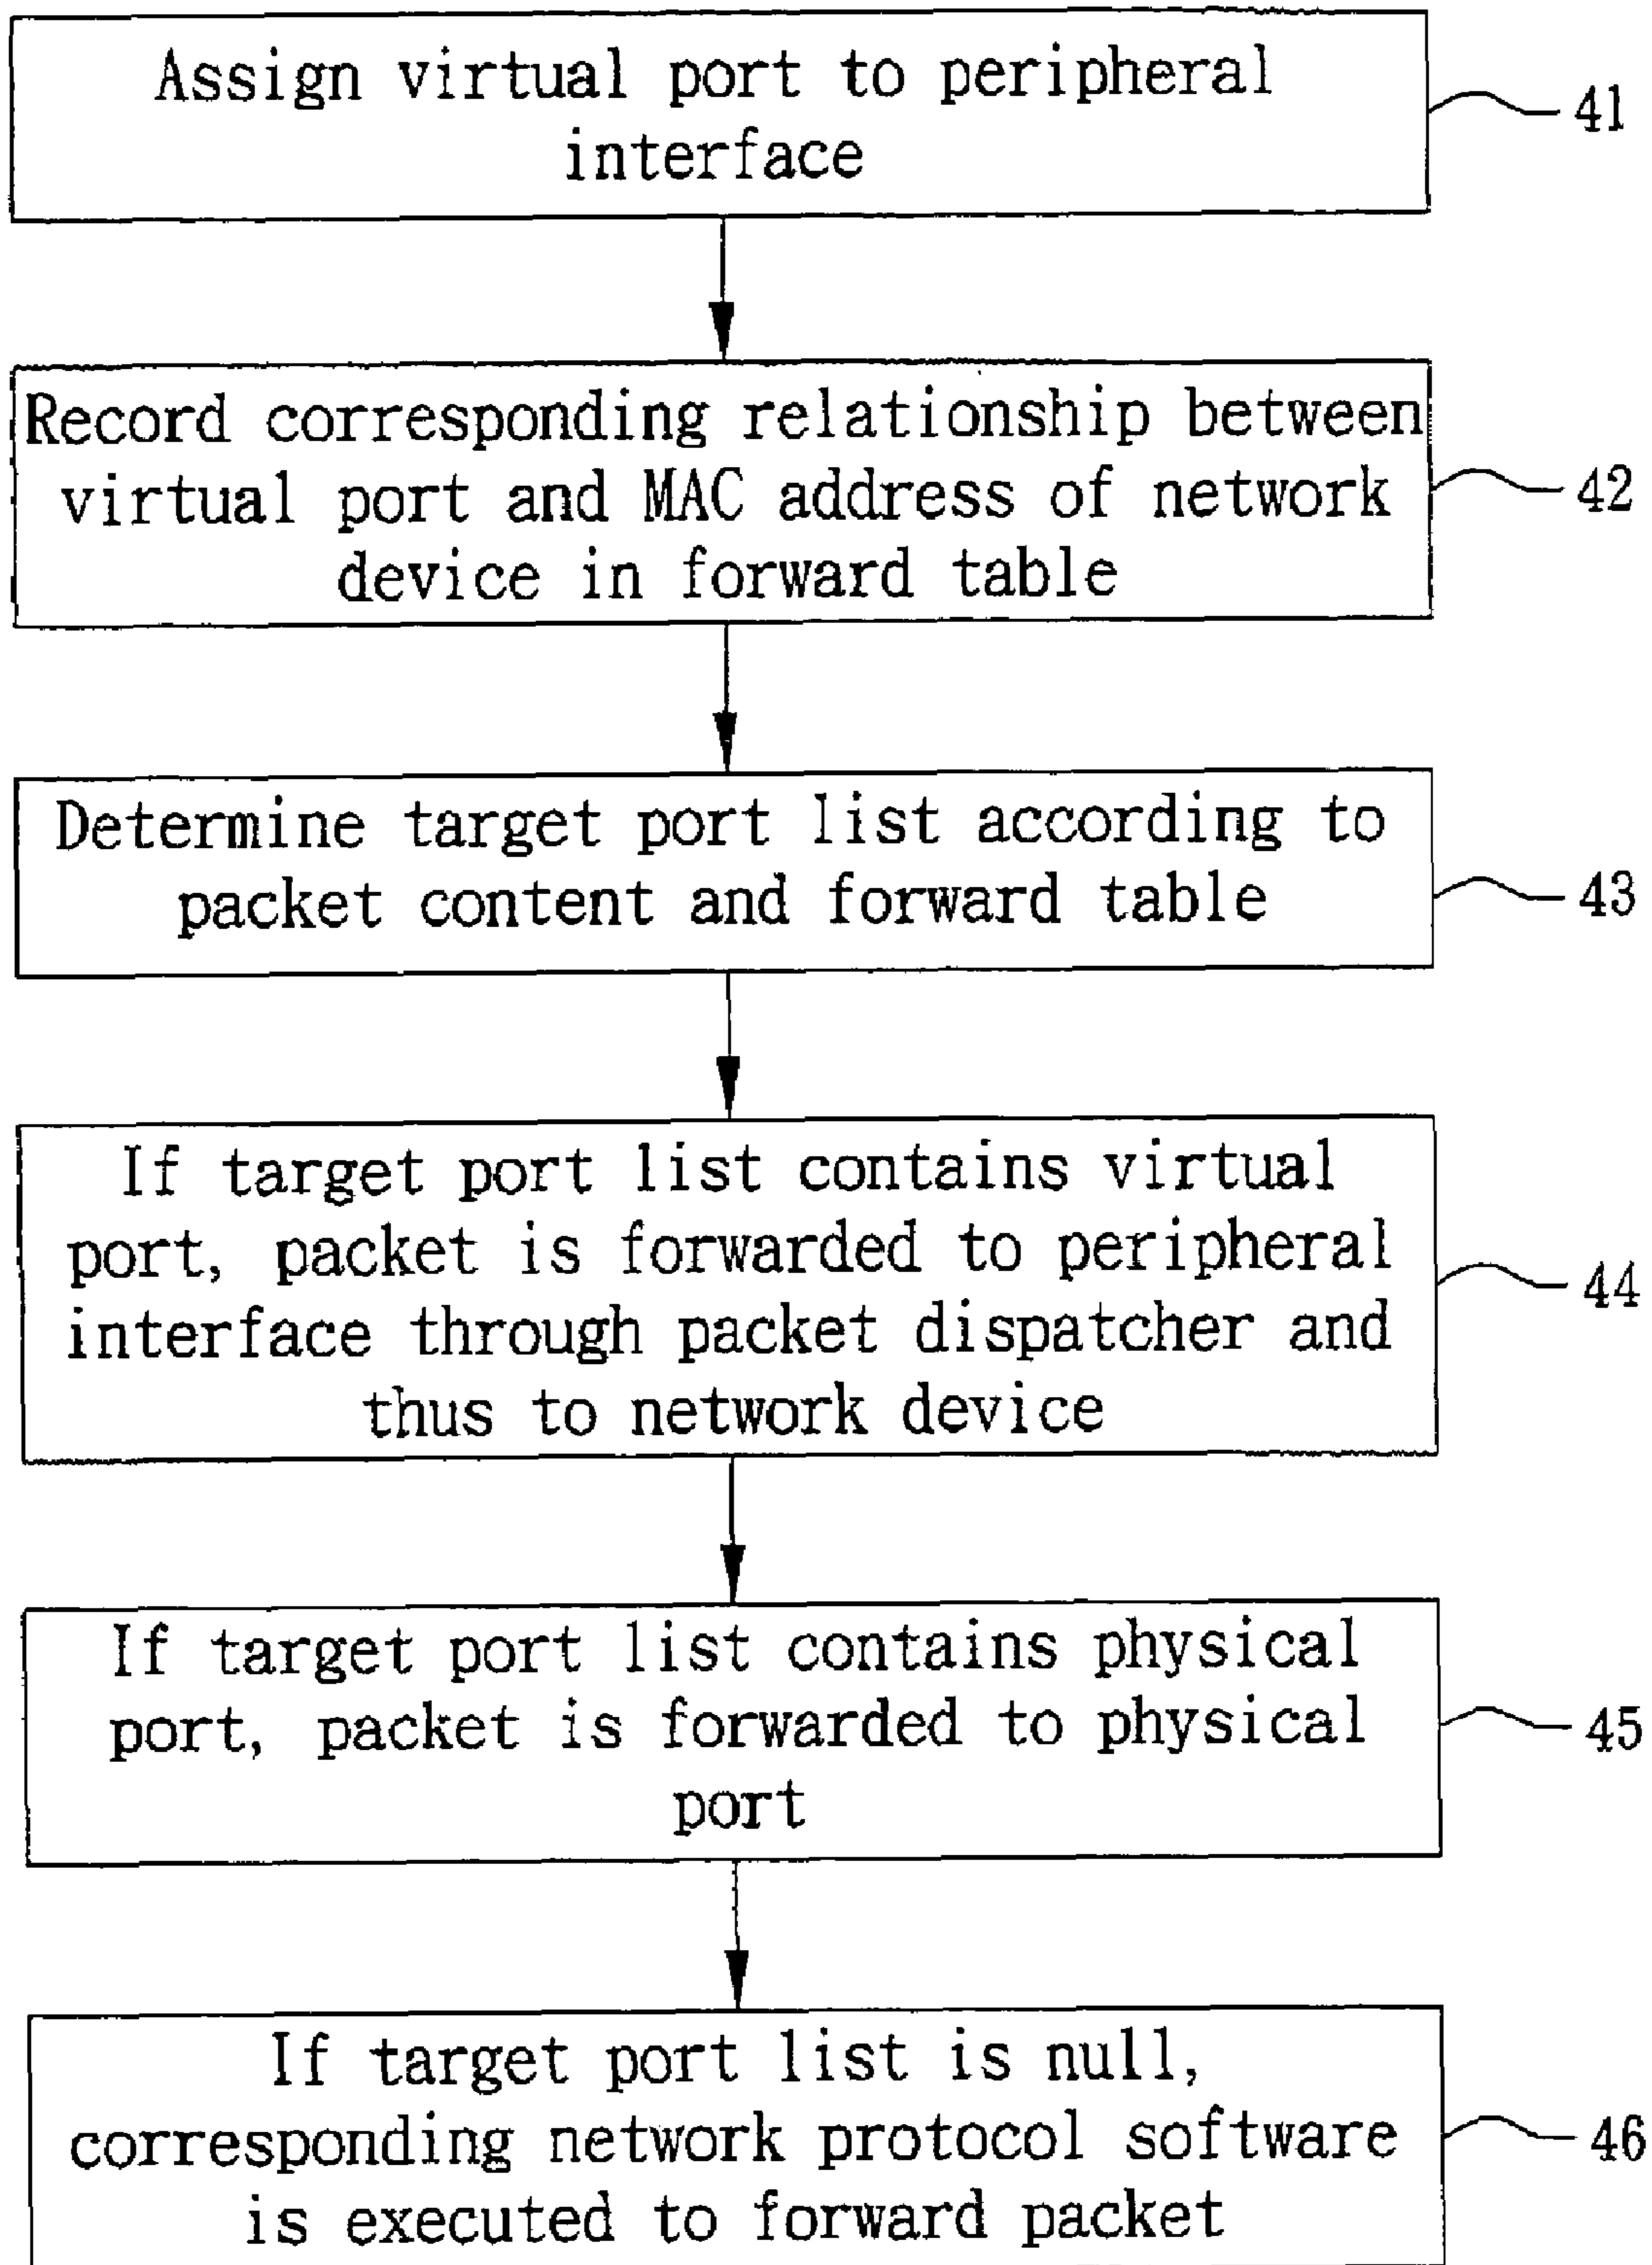 Assign virtual port to peripheral
interface
41
Record corresponding relationship between
virtual port and MAC address of network
device in forward table
42
Determine target port list according to
packet content and forward table
43
If target port list contains virtual
port, packet is forwarded to peripheral
interface through packet dispatcher and
thus to network device
44
If target port list contains physical
port, packet is forwarded to physical
port
45
If target port list is null,
corresponding network protocol software
is executed to forward packet
46